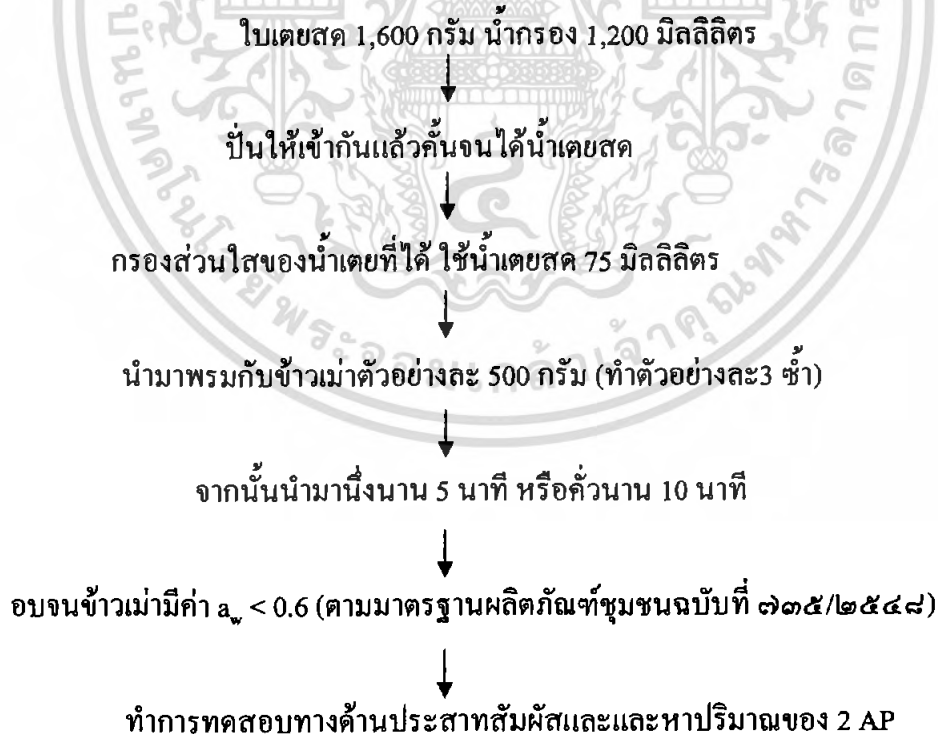 ใบเตยสด 1,600 กรัม น้ำกรอง 1,200 มิลลิลิตร
ปั่นให้เข้ากันแล้วคั้นจนได้น้ำเตยสด
กรองส่วนใสของน้ำเตยที่ได้ ใช้น้ำเตยสด 75 มิลลิลิตร
นำมาพรมกับข้าวเม่าตัวอย่างละ 500 กรัม (ทำตัวอย่างละ3 ซ้ำ)
จากนั้นนำมานึ่งนาน 5 นาที หรือคั่วนาน 10 นาที
อบจนข้าวเม่ามีค่า a_w < 0.6 (ตามมาตรฐานผลิตภัณฑ์ชุมชนฉบับที่ ๗๓๕/๒๕๔๘)
ทำการทดสอบทางด้านประสาทสัมผัสและและหาปริมาณของ 2 AP